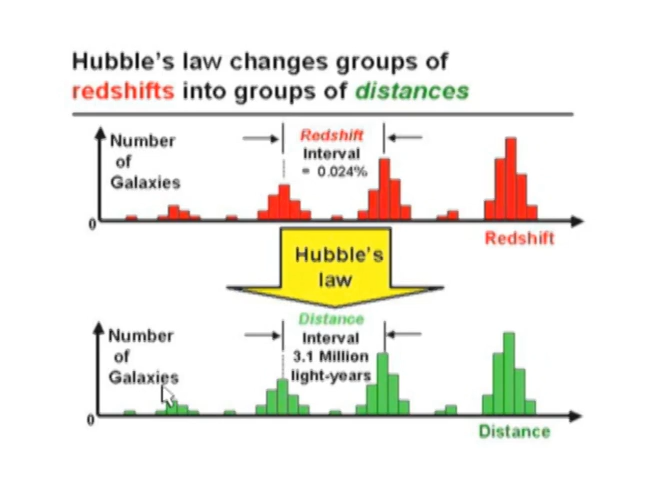 Hubble's law changes groups of
redshifts into groups of distances
Number
of
Galaxies
0
Redshift
Interval
= 0.024%
Redshift
Hubble's
law
Number
of
Galaxies
0
Distance
Interval
3.1 Million
light-years
Distance